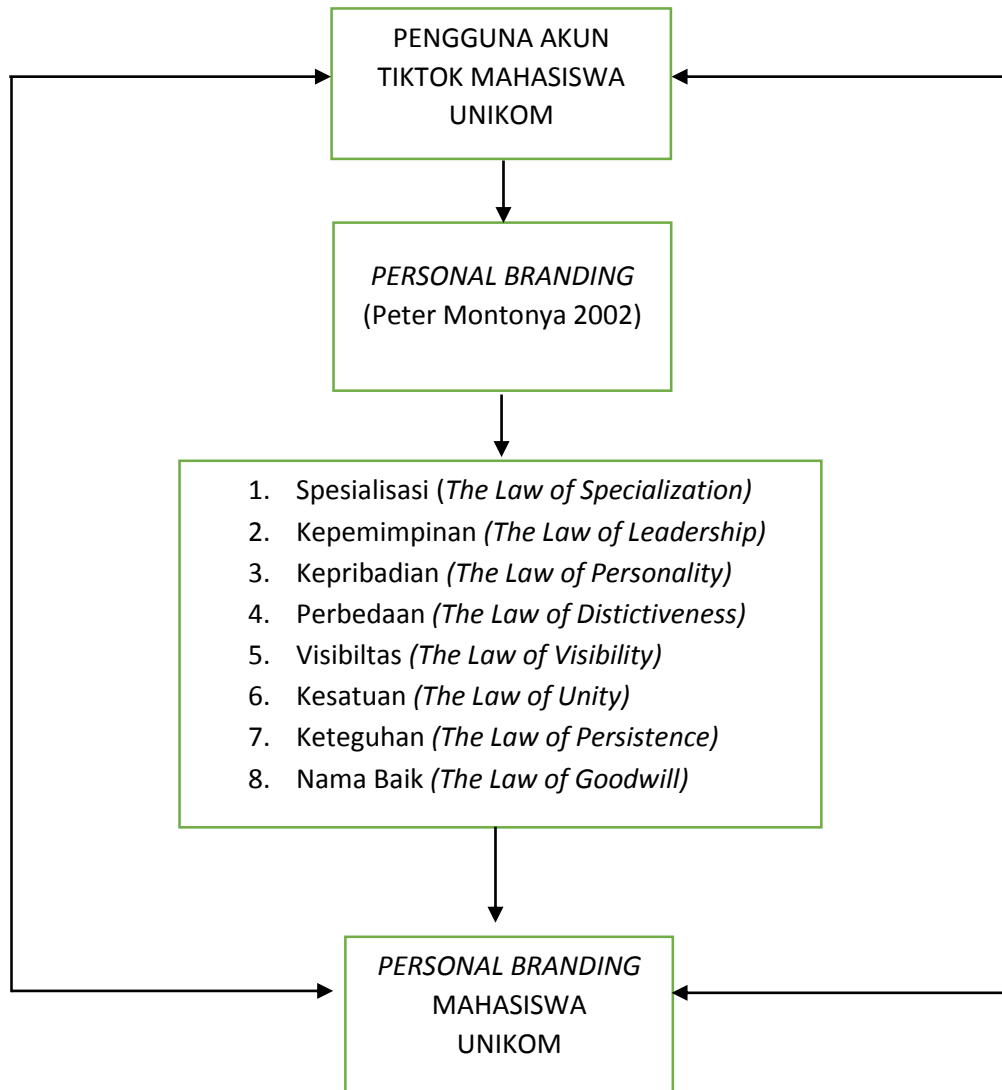 PENGGUNA AKUN
TIKTOK MAHASISWA
UNIKOM
PERSONAL BRANDING
(Peter Montonya 2002)
1. Spesialisasi (The Law of Specialization)
2. Kepemimpinan (The Law of Leadership)
3. Kepribadian (The Law of Personality)
4. Perbedaan (The Law of Distictiveness)
5. Visibiltas (The Law of Visibility)
6. Kesatuan (The Law of Unity)
7. Keteguhan (The Law of Persistence)
8. Nama Baik (The Law of Goodwill)
PERSONAL BRANDING
MAHASISWA
UNIKOM